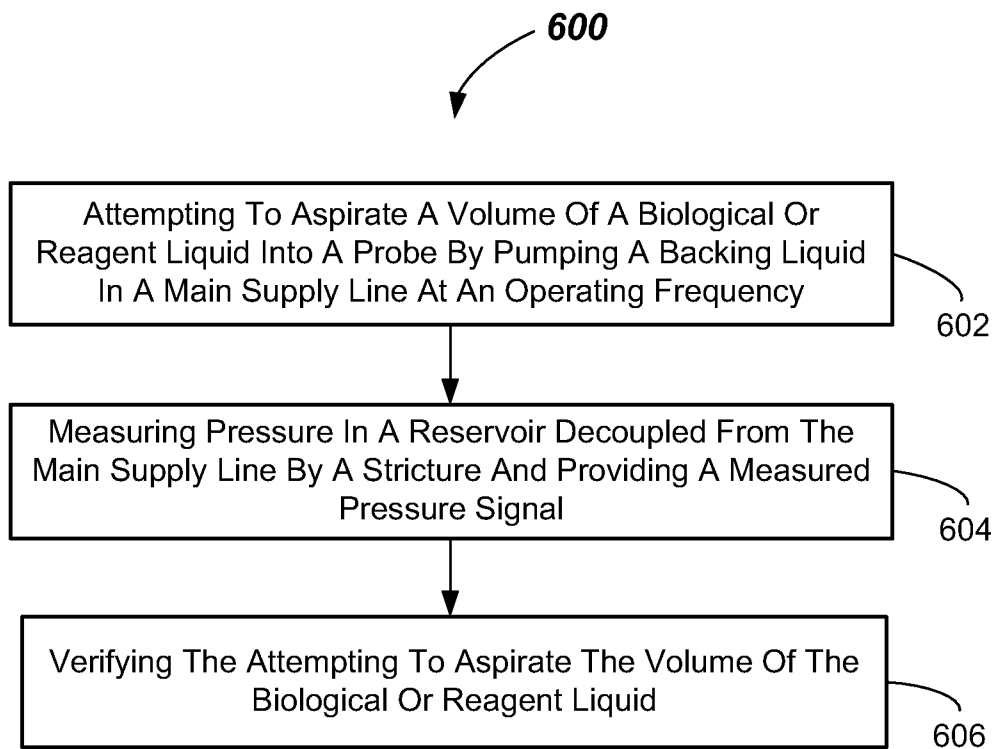 600
Attempting To Aspirate A Volume Of A Biological Or
Reagent Liquid Into A Probe By Pumping A Backing Liquid
In A Main Supply Line At An Operating Frequency
602
Measuring Pressure In A Reservoir Decoupled From The
Main Supply Line By A Stricture And Providing A Measured
Pressure Signal
604
Verifying The Attempting To Aspirate The Volume Of The
Biological Or Reagent Liquid
606